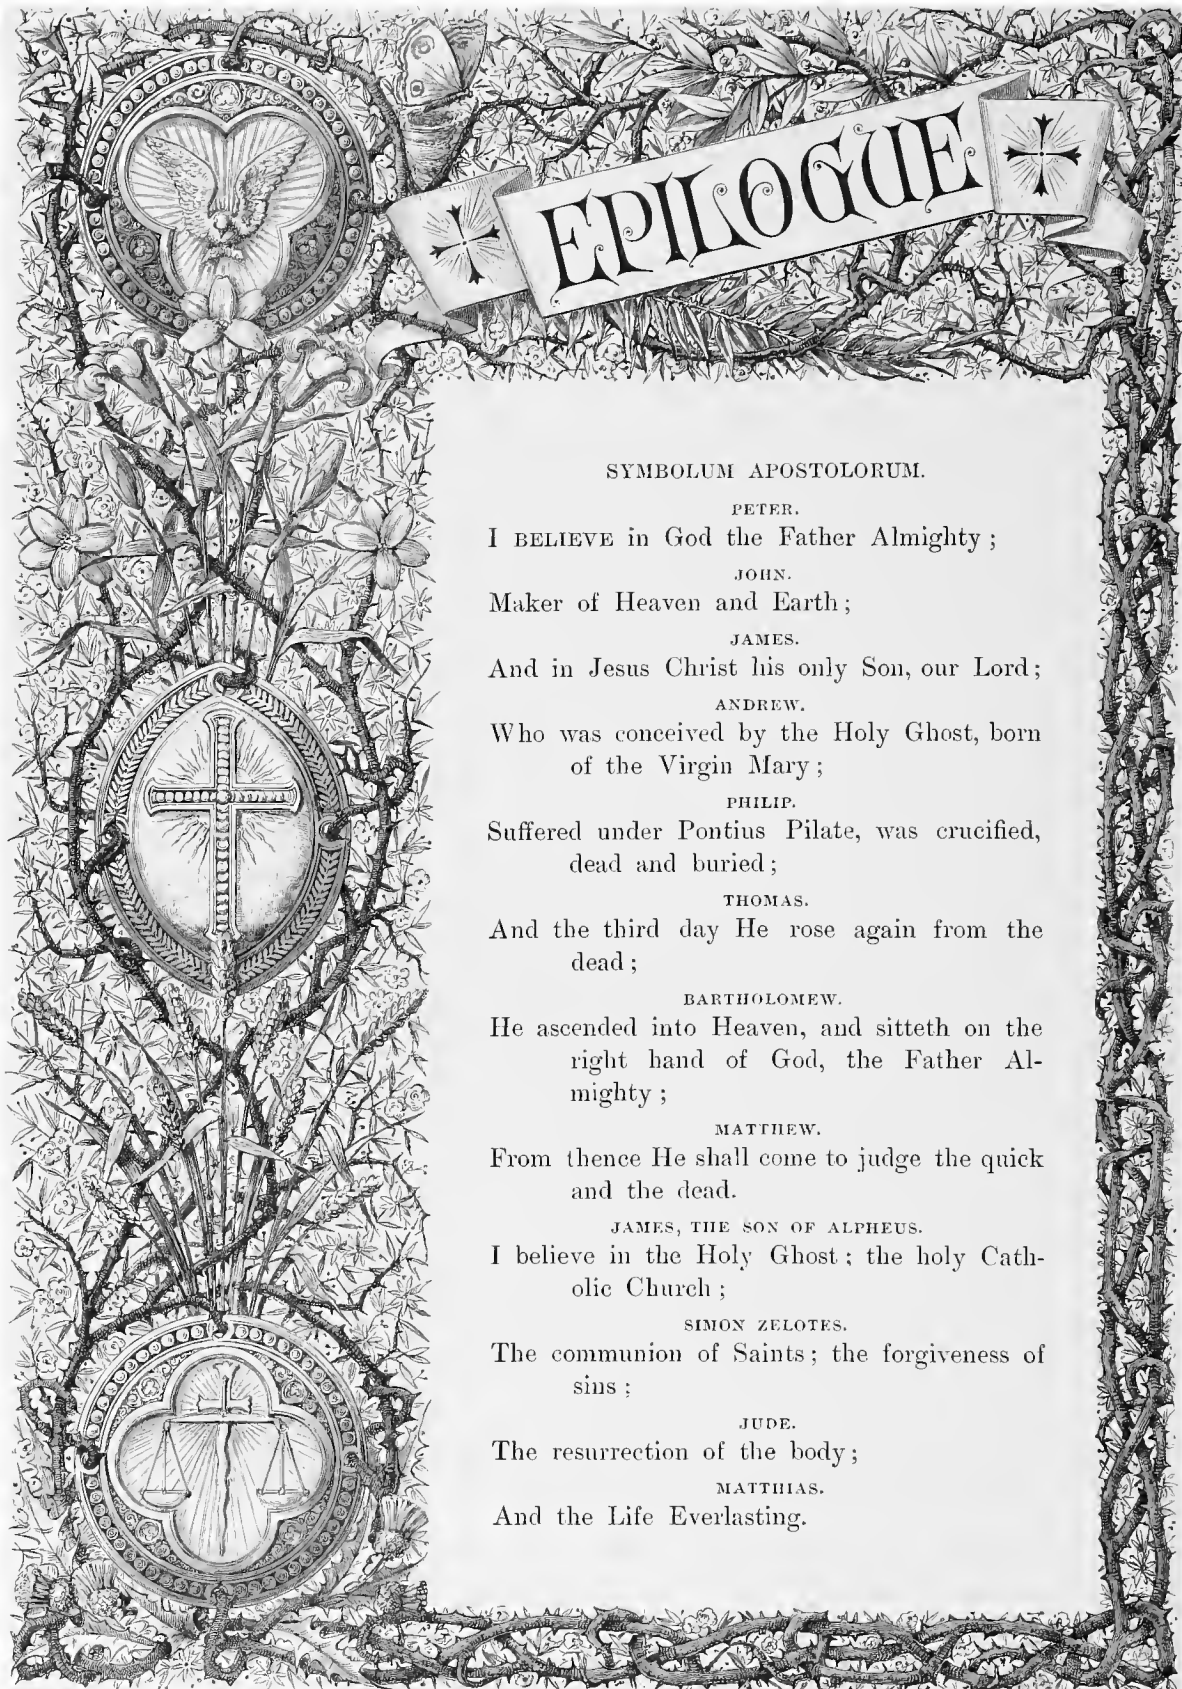 EPILOGUE
SYMBOLUM APOSTOLORUM.
PETER.
I BELIEVE in God the Father Almighty ;
JOHN.
Maker of Heaven and Earth ;
JAMES.
And in Jesus Christ his only Son, our Lord ;
ANDREW.
Who was conceived by the Holy Ghost, born
of the Virgin Mary ;
PHILIP.
Suffered under Pontius Pilate, was crucified,
dead and buried ;
THOMAS.
And the third day He rose again from the
dead ;
BARTHOLOMEW.
He ascended into Heaven, and sitteth on the
right hand of God, the Father Al-
mighty ;
MATTHEW.
From thence He shall come to judge the quick
and the dead.
JAMES, THE SON OF ALPHEUS.
I believe in the Holy Ghost ; the holy Cath-
olic Church ;
SIMON ZELOTES.
The communion of Saints ; the forgiveness of
sins ;
JUDE.
The resurrection of the body ;
MATTHIAS.
And the Life Everlasting.